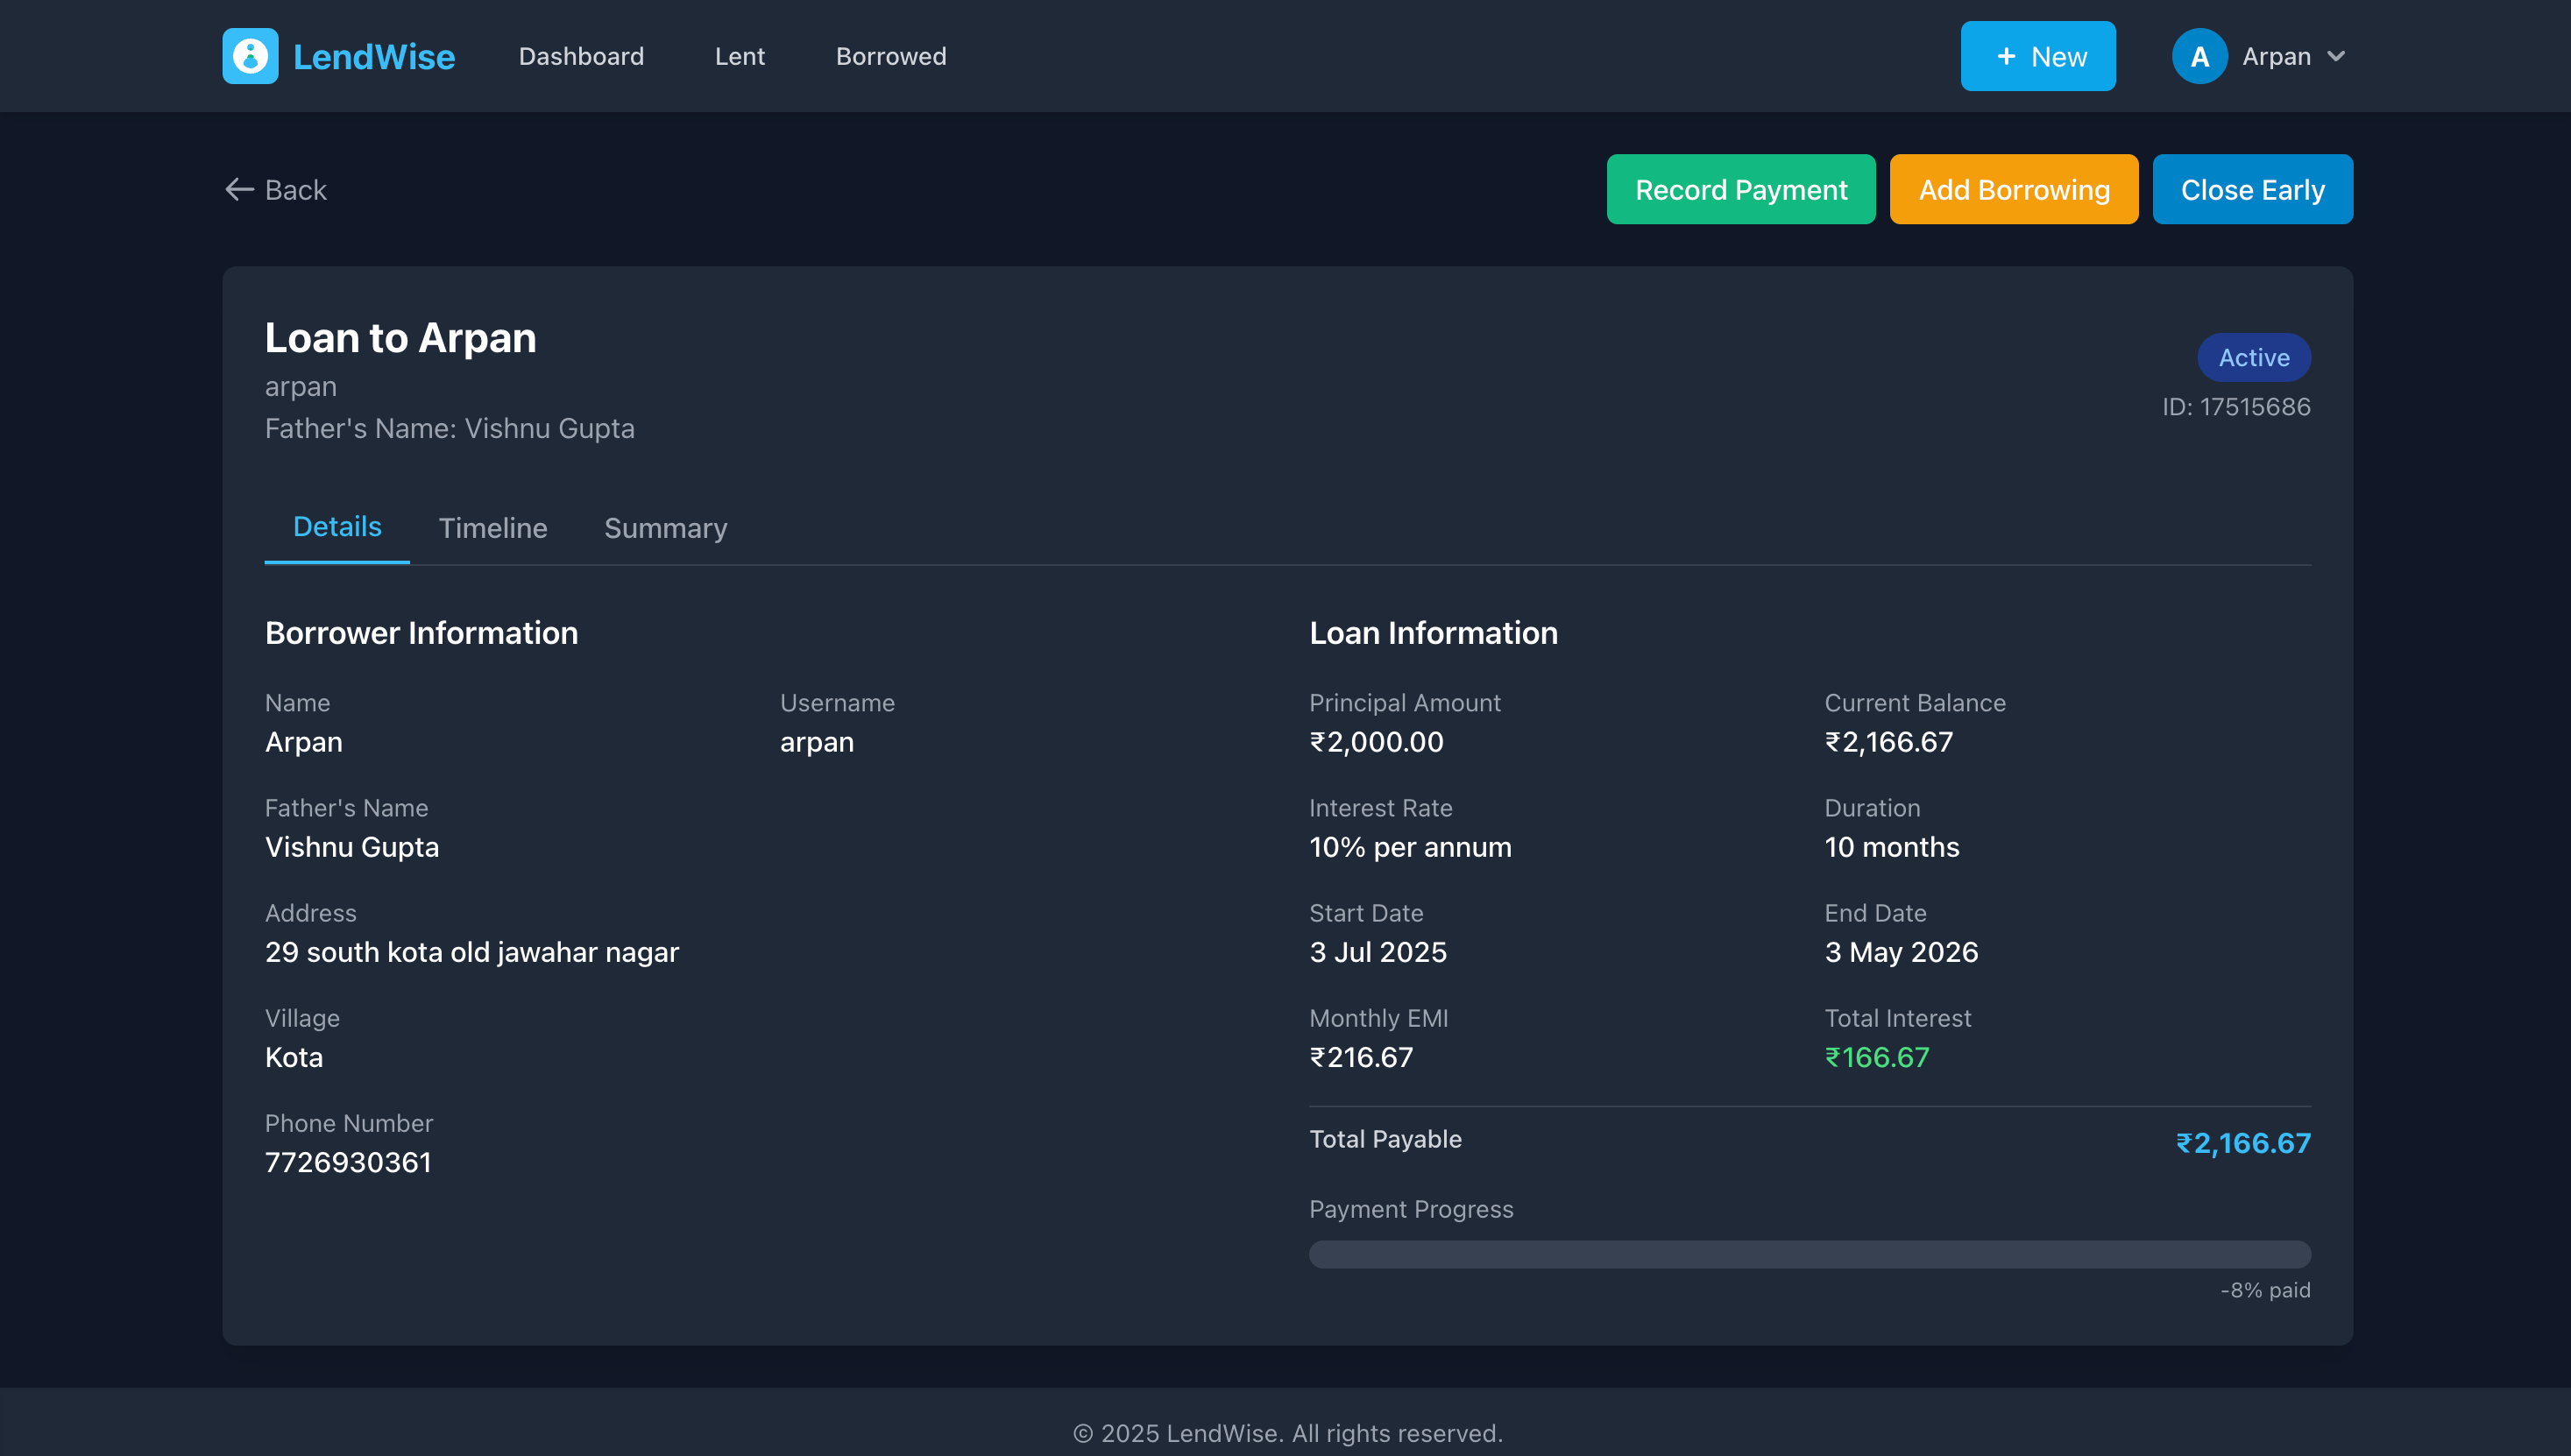 LendWise Dashboard Lent Borrowed + New A Arpan
← Back Record Payment Add Borrowing Close Early
Loan to Arpan
arpan
Father's Name: Vishnu Gupta
Active
ID: 17515686
Details Timeline Summary
Borrower Information
Name Username
Arpan arpan
Father's Name
Vishnu Gupta
Address
29 south kota old jawahar nagar
Village
Kota
Phone Number
7726930361
Loan Information
Principal Amount Current Balance
₹2,000.00 ₹2,166.67
Interest Rate Duration
10% per annum 10 months
Start Date End Date
3 Jul 2025 3 May 2026
Monthly EMI Total Interest
₹216.67 ₹166.67
Total Payable ₹2,166.67
Payment Progress
-8% paid
© 2025 LendWise. All rights reserved.